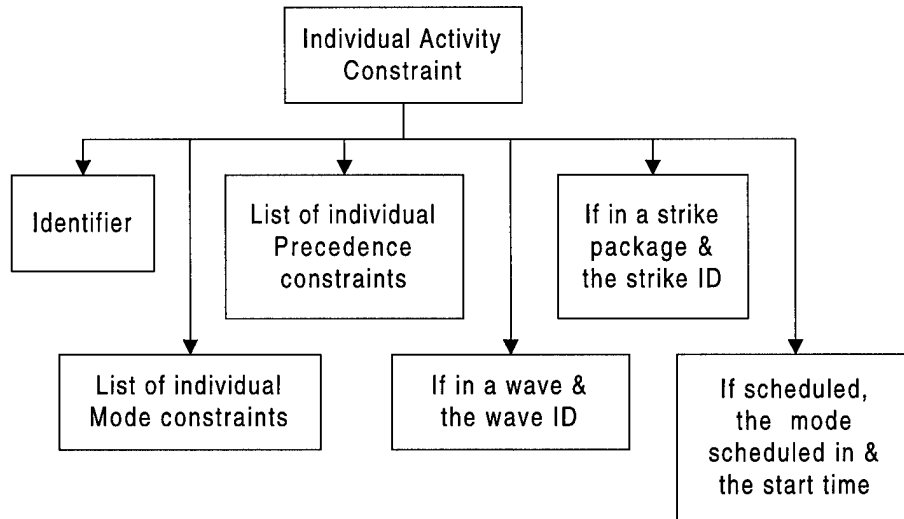 Individual Activity
Constraint
Identifier
List of individual
Precedence
constraints
If in a strike
package &
the strike ID
List of individual
Mode constraints
If in a wave &
the wave ID
If scheduled,
the mode
scheduled in &
the start time